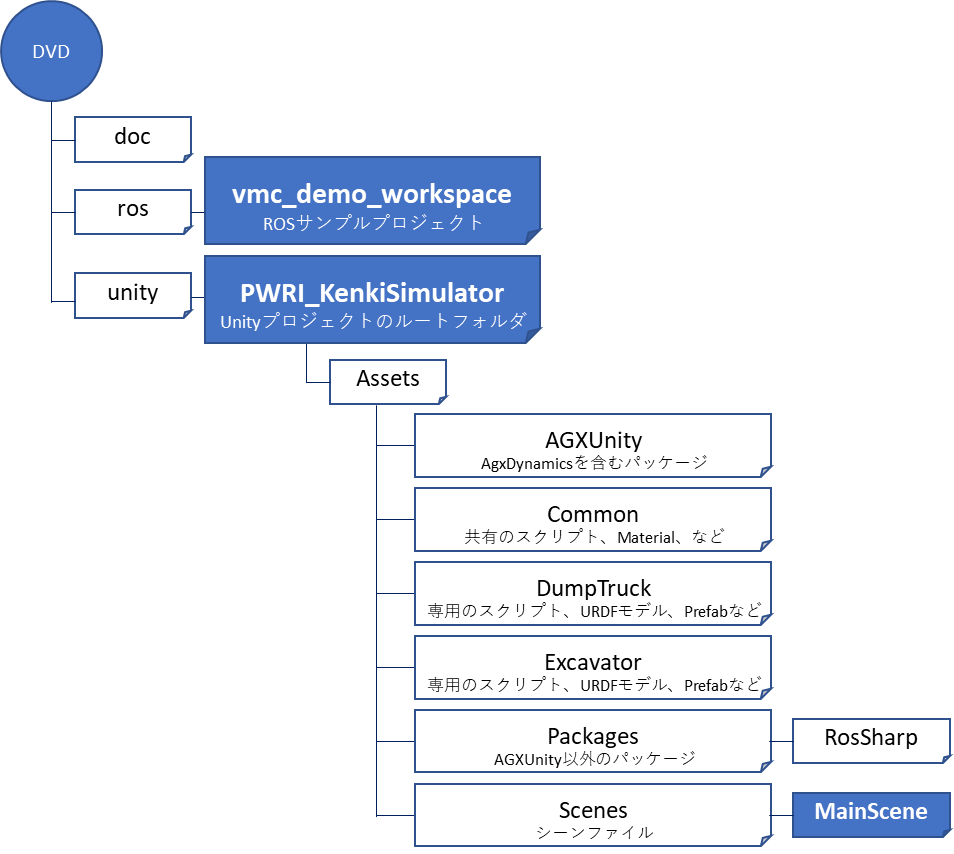 DVD
doc
ros
vmc_demo_workspace
ROSサンプルプロジェクト
unity
PWRI_KenkiSimulator
Unityプロジェクトのルートフォルダ
Assets
AGXUnity
AgxDynamicsを含むパッケージ
Common
共有のスクリプト、Material、など
DumpTruck
専用のスクリプト、URDFモデル、Prefabなど
Excavator
専用のスクリプト、URDFモデル、Prefabなど
Packages
AGXUnity以外のパッケージ
RosSharp
Scenes
シーンファイル
MainScene